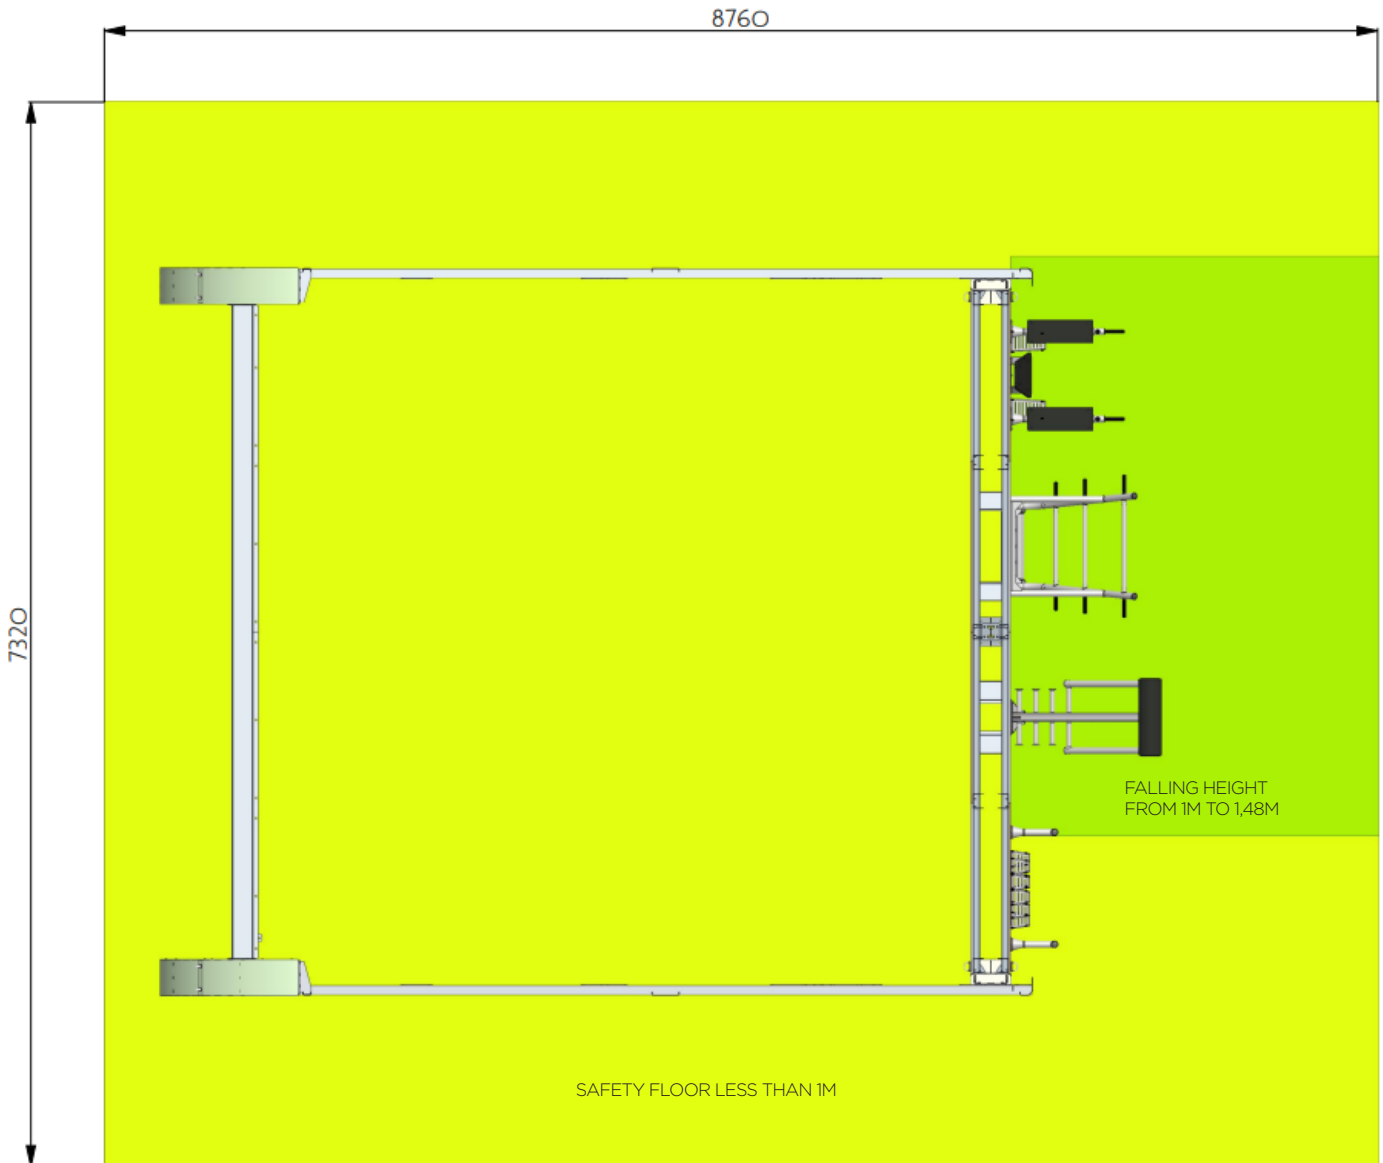 8760
7320
FALLING HEIGHT
FROM 1M TO 1,48M
SAFETY FLOOR LESS THAN 1M